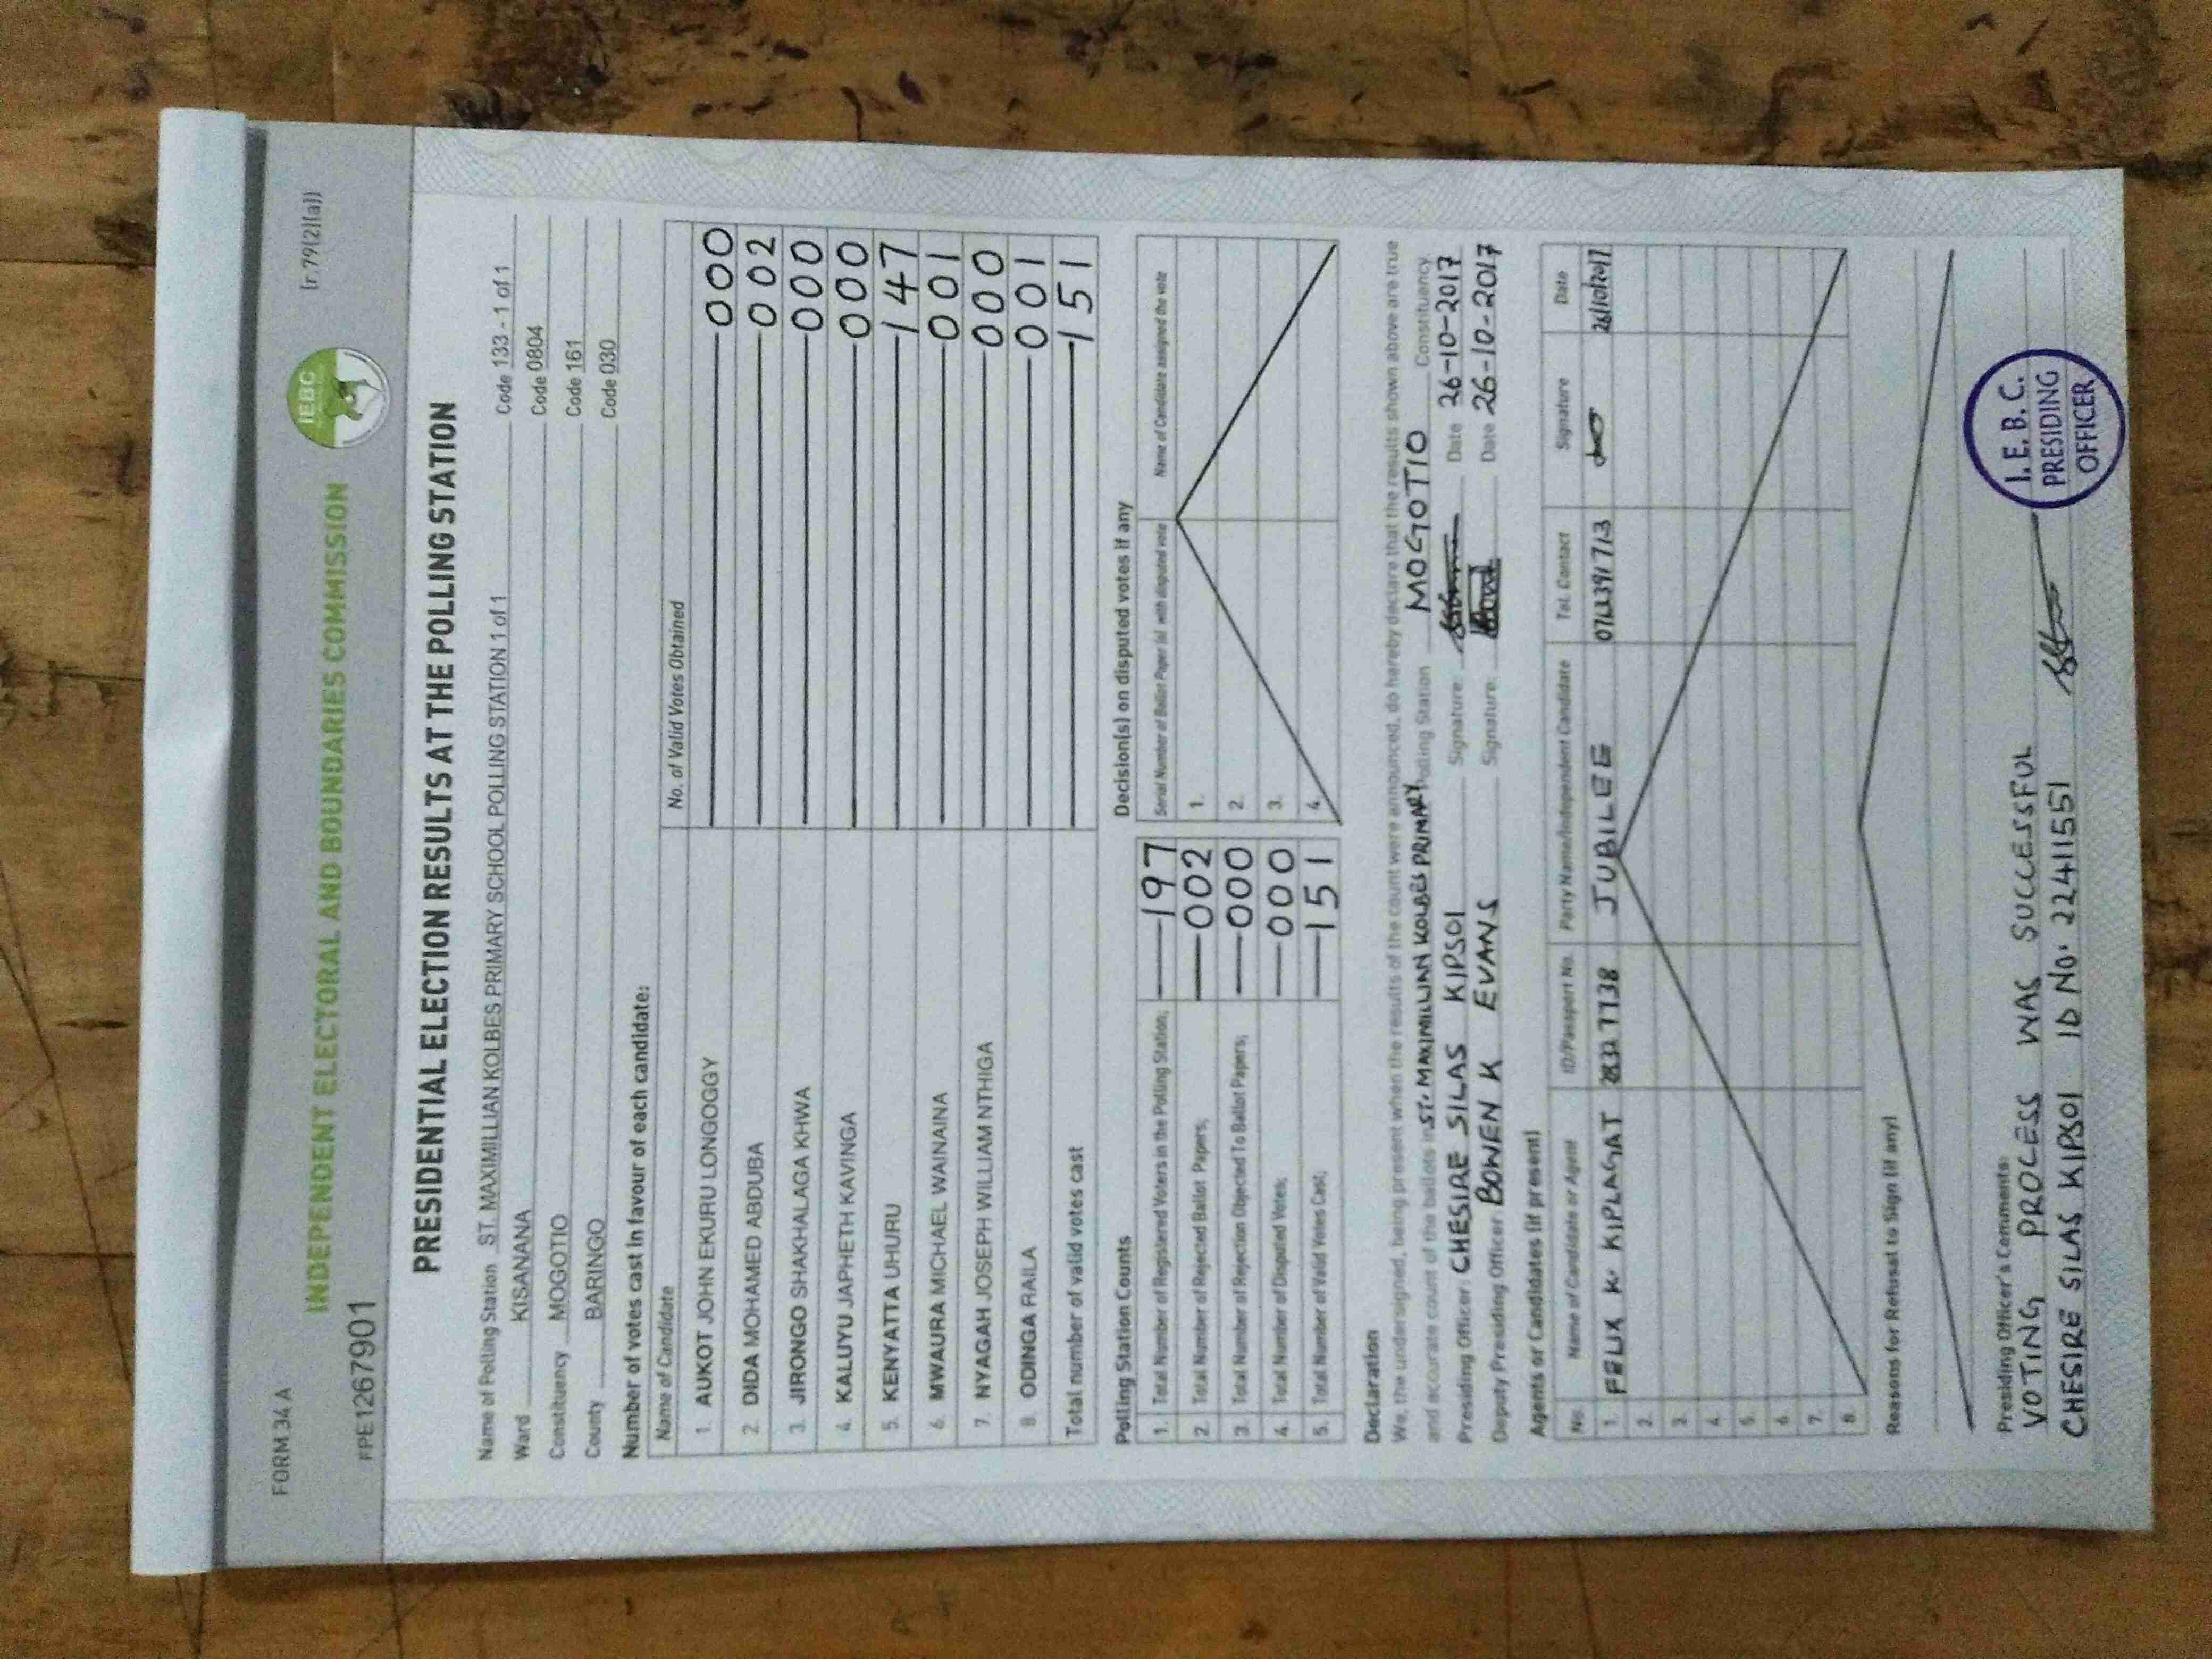 FORM 34 A
[r.79(2)(a)]
IEBC
INDEPENDENT ELECTORAL AND BOUNDARIES COMMISSION
FPE1267901
PRESIDENTIAL ELECTION RESULTS AT THE POLLING STATION
Name of Polling Station ST. MAXIMILLIAN KOLBES PRIMARY SCHOOL POLLING STATION 1 of 1 Code 133 - 1 of 1
Ward KISANANA Code 0804
Constituency MOGOTIO Code 161
County BARINGO Code 030
Number of votes cast in favour of each candidate:
Name of Candidate No. of Valid Votes Obtained
1. AUKOT JOHN EKURU LONGOGGY 000
2. DIDA MOHAMED ABDUBA 002
3. JIRONGO SHAKHALAGA KHWA 000
4. KALUYU JAPHETH KAVINGA 000
5. KENYATTA UHURU 147
6. MWAURA MICHAEL WAINAINA 001
7. NYAGAH JOSEPH WILLIAM NTHIGA 000
8. ODINGA RAILA 001
Total number of valid votes cast 151
Polling Station Counts Decision(s) on disputed votes if any
Serial Number of Ballot Paper (s) with disputed vote Name of Candidate assigned the vote
1. Total Number of Registered Voters in the Polling Station; 197
2. Total Number of Rejected Ballot Papers; 002 1.
3. Total Number of Rejection Objected To Ballot Papers; 000 2.
4. Total Number of Disputed Votes; 000 3.
5. Total Number of Valid Votes Cast; 151 4.
Declaration
We, the undersigned, being present when the results of the count were announced, do hereby declare that the results shown above are true
and accurate count of the ballots in ST. MAXIMILIAN KOLBES PRIMARY Polling Station MOGOTIO Constituency.
Presiding Officer: CHESIRE SILAS KIPSOI Signature: Date 26-10-2017
Deputy Presiding Officer: BOWEN K EVANS Signature: Date 26-10-2017
Agents or Candidates (if present)
No. Name of Candidate or Agent ID/Passport No. Party Name/Independent Candidate Tel. Contact Signature Date
1. FELIX K. KIPLAGAT JUBILEE 26/10/2017
2.
3.
4.
5.
6.
7.
8.
Reasons for Refusal to Sign (if any)
Presiding Officer's Comments:
VOTING PROCESS WAS SUCCESSFUL
CHESIRE SILAS KIPSOI ID No. 22411551
I.E.B.C.
PRESIDING
OFFICER